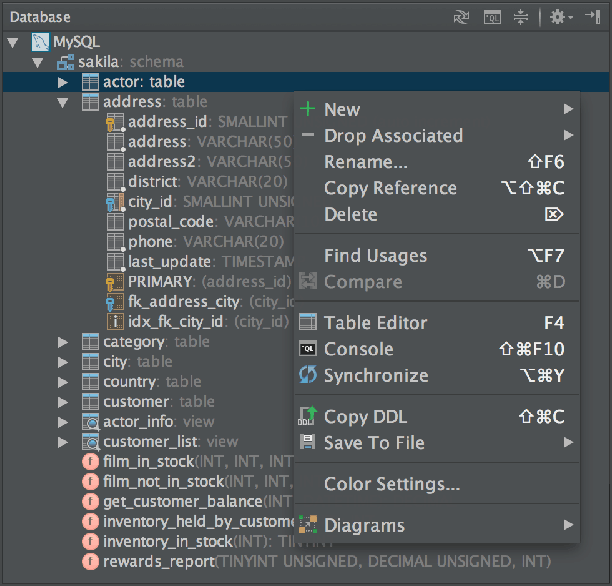 Database
MySQL
sakila: schema
actor: table
address: table
address_id: SMALLINT
address: VARCHAR(50
address2: VARCHAR(5
district: VARCHAR(20)
city_id: SMALLINT UNSIG
postal_code: VARCHAR
phone: VARCHAR(20)
last_update: TIMESTAM
PRIMARY: (address_id)
fk_address_city: (city_id
idx_fk_city_id: (city_id)
category: table
city: table
country: table
customer: table
actor_info: view
customer_list: view
film_in_stock(INT, INT, INT)
film_not_in_stock(INT, INT,
get_customer_balance(INT
inventory_held_by_custome
inventory_in_stock(INT): TINYINT
rewards_report(TINYINT UNSIGNED, DECIMAL UNSIGNED, INT)
New
Drop Associated
Rename... ⇧F6
Copy Reference ⌥⇧⌘C
Delete ⌦
Find Usages ⌥F7
Compare ⌘D
Table Editor F4
Console ⇧⌘F10
Synchronize ⌥⌘Y
Copy DDL ⇧⌘C
Save To File
Color Settings...
Diagrams